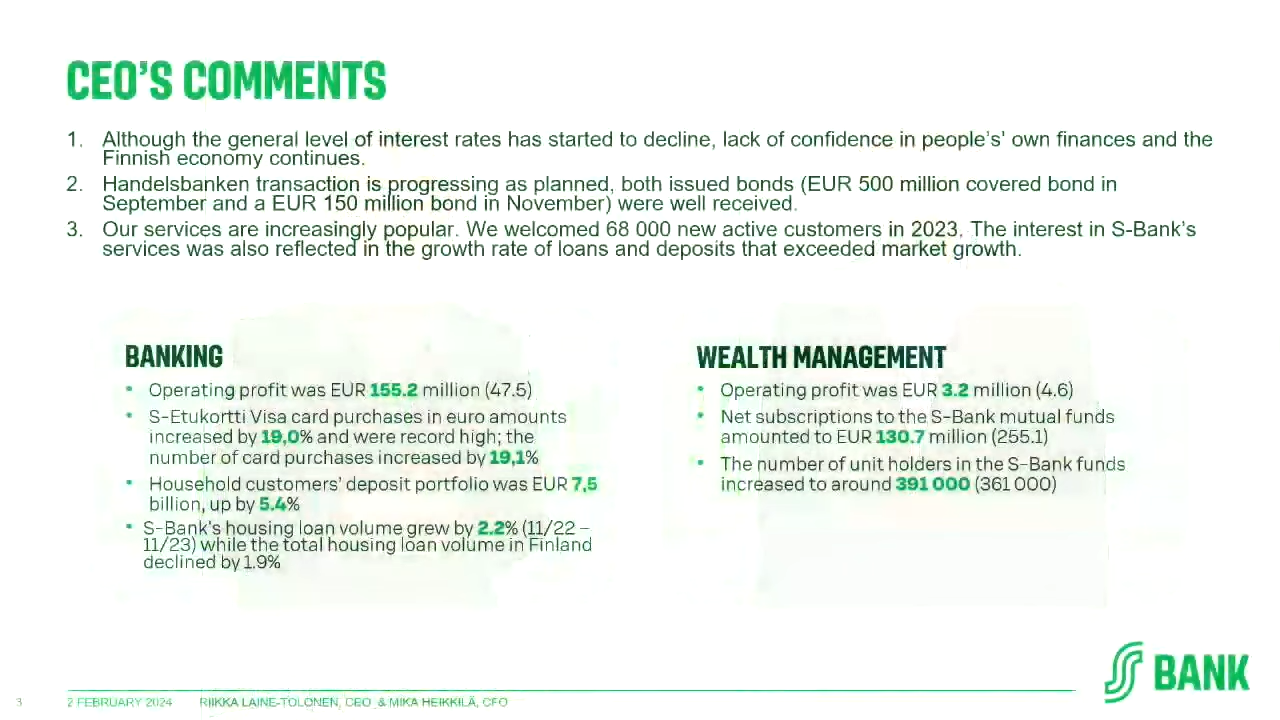 CEO'S COMMENTS
1. Although the general level of interest rates has started to decline, lack of confidence in people's' own finances and the
Finnish economy continues.
2. Handelsbanken transaction is progressing as planned, both issued bonds (EUR 500 million covered bond in
September and a EUR 150 million bond in November) were well received.
3. Our services are increasingly popular. We welcomed 68 000 new active customers in 2023. The interest in S-Bank's
services was also reflected in the growth rate of loans and deposits that exceeded market growth.
BANKING
• Operating profit was EUR 155.2 million (47.5)
• S-Etukortti Visa card purchases in euro amounts
increased by 19,0% and were record high; the
number of card purchases increased by 19,1%
• Household customers' deposit portfolio was EUR 7,5
billion, up by 5.4%
• S-Bank's housing loan volume grew by 2.2% (11/22 –
11/23) while the total housing loan volume in Finland
declined by 1.9%
WEALTH MANAGEMENT
• Operating profit was EUR 3.2 million (4.6)
• Net subscriptions to the S-Bank mutual funds
amounted to EUR 130.7 million (255.1)
• The number of unit holders in the S-Bank funds
increased to around 391 000 (361 000)
S BANK
3 2 FEBRUARY 2024 RIIKKA LAINE-TOLONEN, CEO & MIKA HEIKKILÄ, CFO